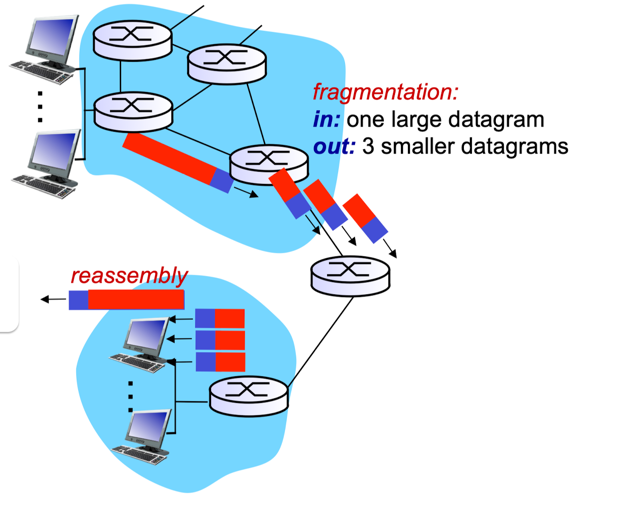 fragmentation:
in: one large datagram
out: 3 smaller datagrams
reassembly